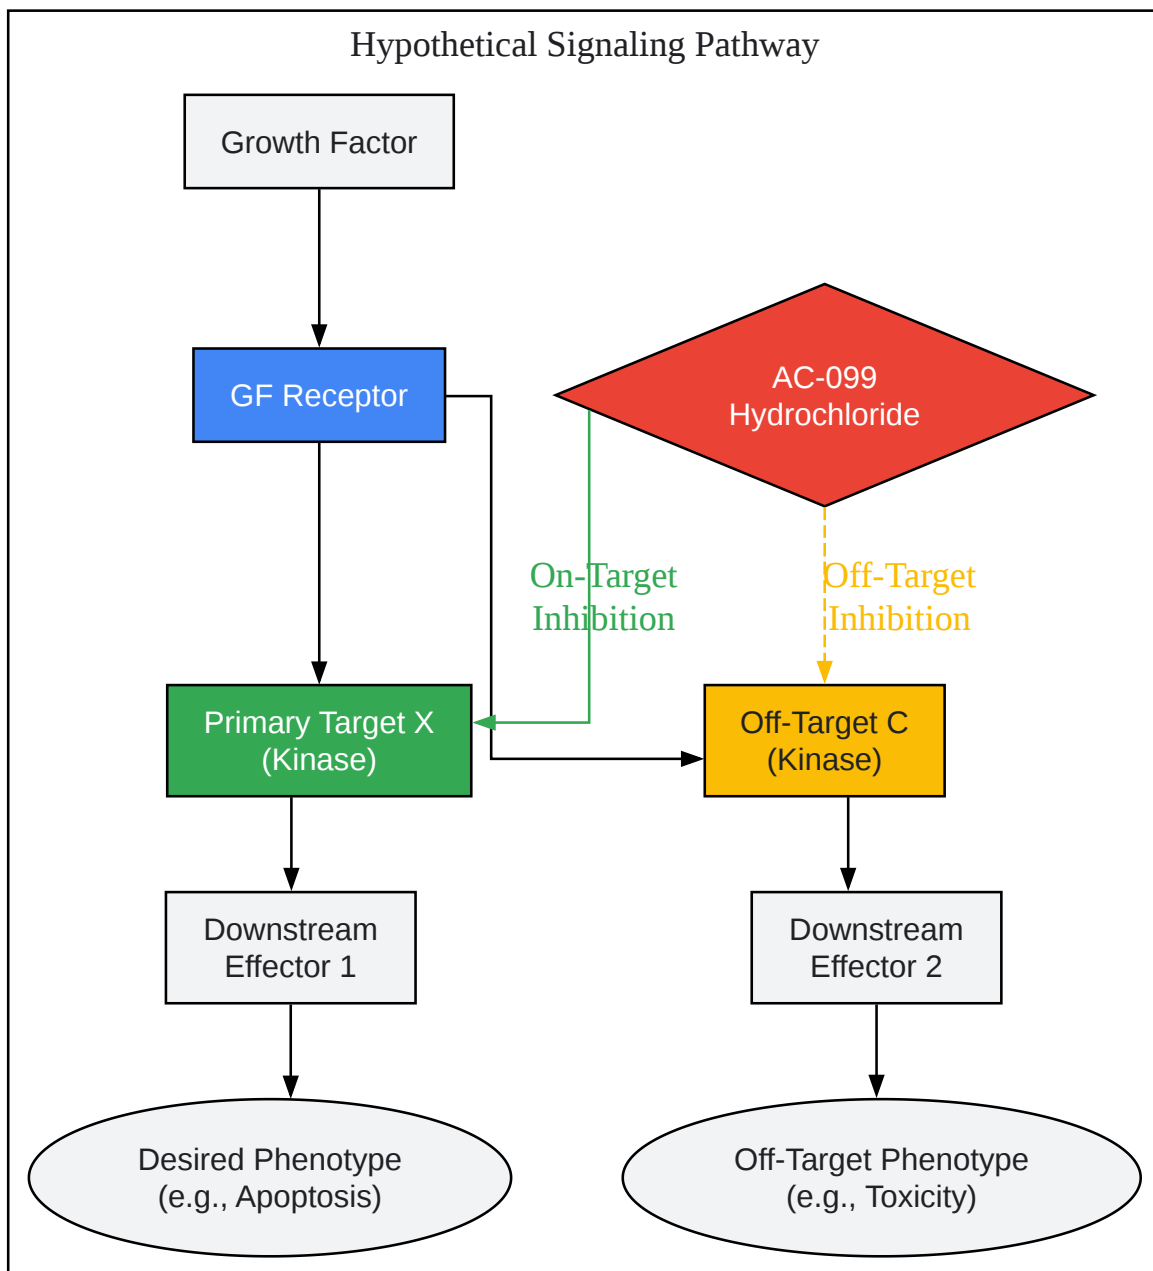 Hypothetical Signaling Pathway
Growth Factor
GF Receptor
AC-099
Hydrochloride
On-Target
Inhibition
Off-Target
Inhibition
Primary Target X
(Kinase)
Off-Target C
(Kinase)
Downstream
Effector 1
Downstream
Effector 2
Desired Phenotype
(e.g., Apoptosis)
Off-Target Phenotype
(e.g., Toxicity)